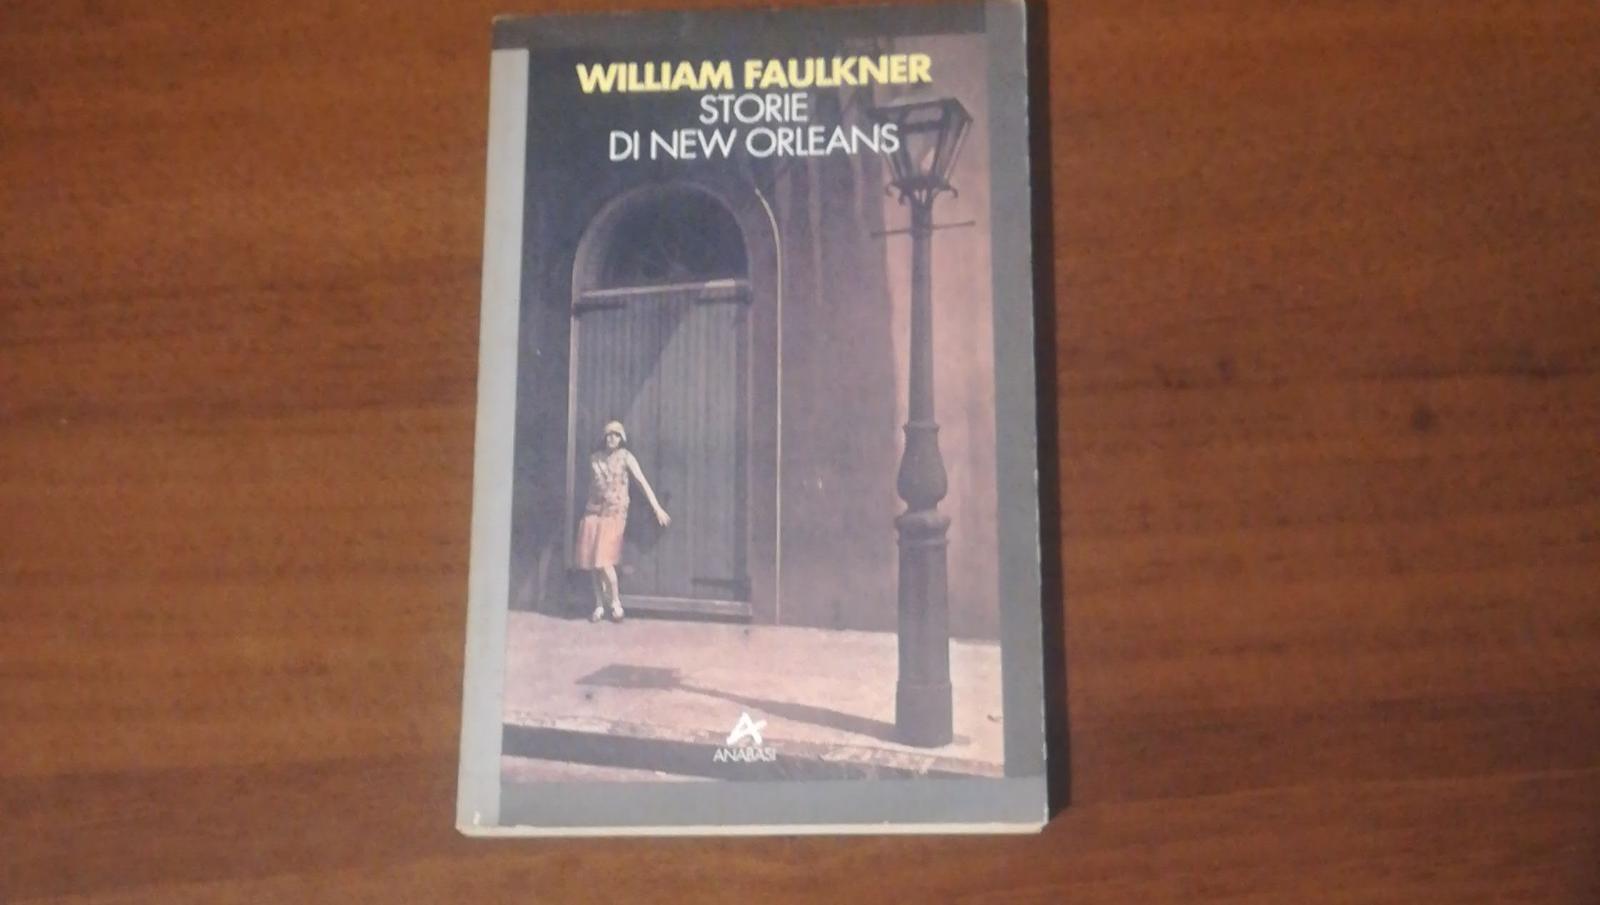 WILLIAM FAULKNER
STORIE
DI NEW ORLEANS
ANABASI